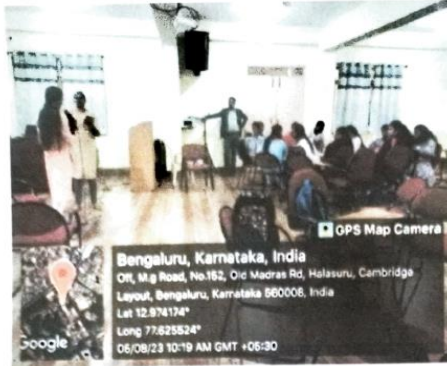 GPS Map Camera
Bengaluru, Karnataka, India
Off, M.g Road, No.152, Old Madras Rd, Halasuru, Cambridge
Layout, Bengaluru, Karnataka 560008, India
Lat 12.974174°
Long 77.625524°
06/08/23 10:19 AM GMT +05:30
Google